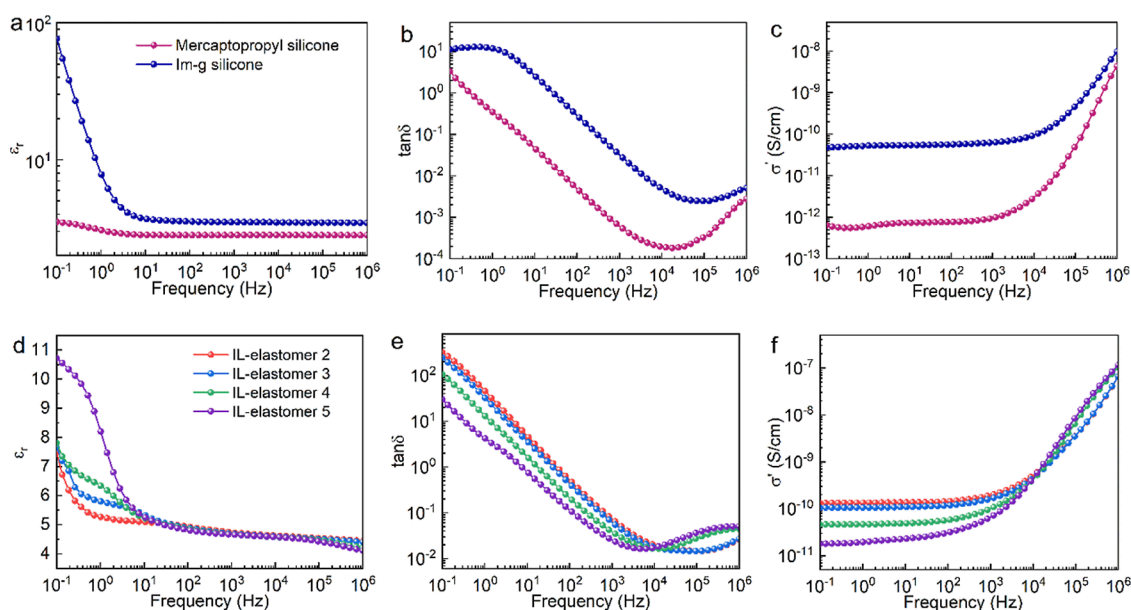 a
10²
10¹
εr
Mercaptopropyl silicone
Im-g silicone
10⁻¹ 10⁰ 10¹ 10² 10³ 10⁴ 10⁵ 10⁶
Frequency (Hz)
b
10¹
10⁰
10⁻¹
10⁻²
10⁻³
10⁻⁴
tanδ
10⁻¹ 10⁰ 10¹ 10² 10³ 10⁴ 10⁵ 10⁶
Frequency (Hz)
c
10⁻⁸
10⁻⁹
10⁻¹⁰
10⁻¹¹
10⁻¹²
10⁻¹³
σ' (S/cm)
10⁻¹ 10⁰ 10¹ 10² 10³ 10⁴ 10⁵ 10⁶
Frequency (Hz)
d
11
10
9
8
7
6
5
4
εr
IL-elastomer 2
IL-elastomer 3
IL-elastomer 4
IL-elastomer 5
10⁻¹ 10⁰ 10¹ 10² 10³ 10⁴ 10⁵ 10⁶
Frequency (Hz)
e
10²
10¹
10⁰
10⁻¹
10⁻²
tanδ
10⁻¹ 10⁰ 10¹ 10² 10³ 10⁴ 10⁵ 10⁶
Frequency (Hz)
f
10⁻⁷
10⁻⁸
10⁻⁹
10⁻¹⁰
10⁻¹¹
σ' (S/cm)
10⁻¹ 10⁰ 10¹ 10² 10³ 10⁴ 10⁵ 10⁶
Frequency (Hz)